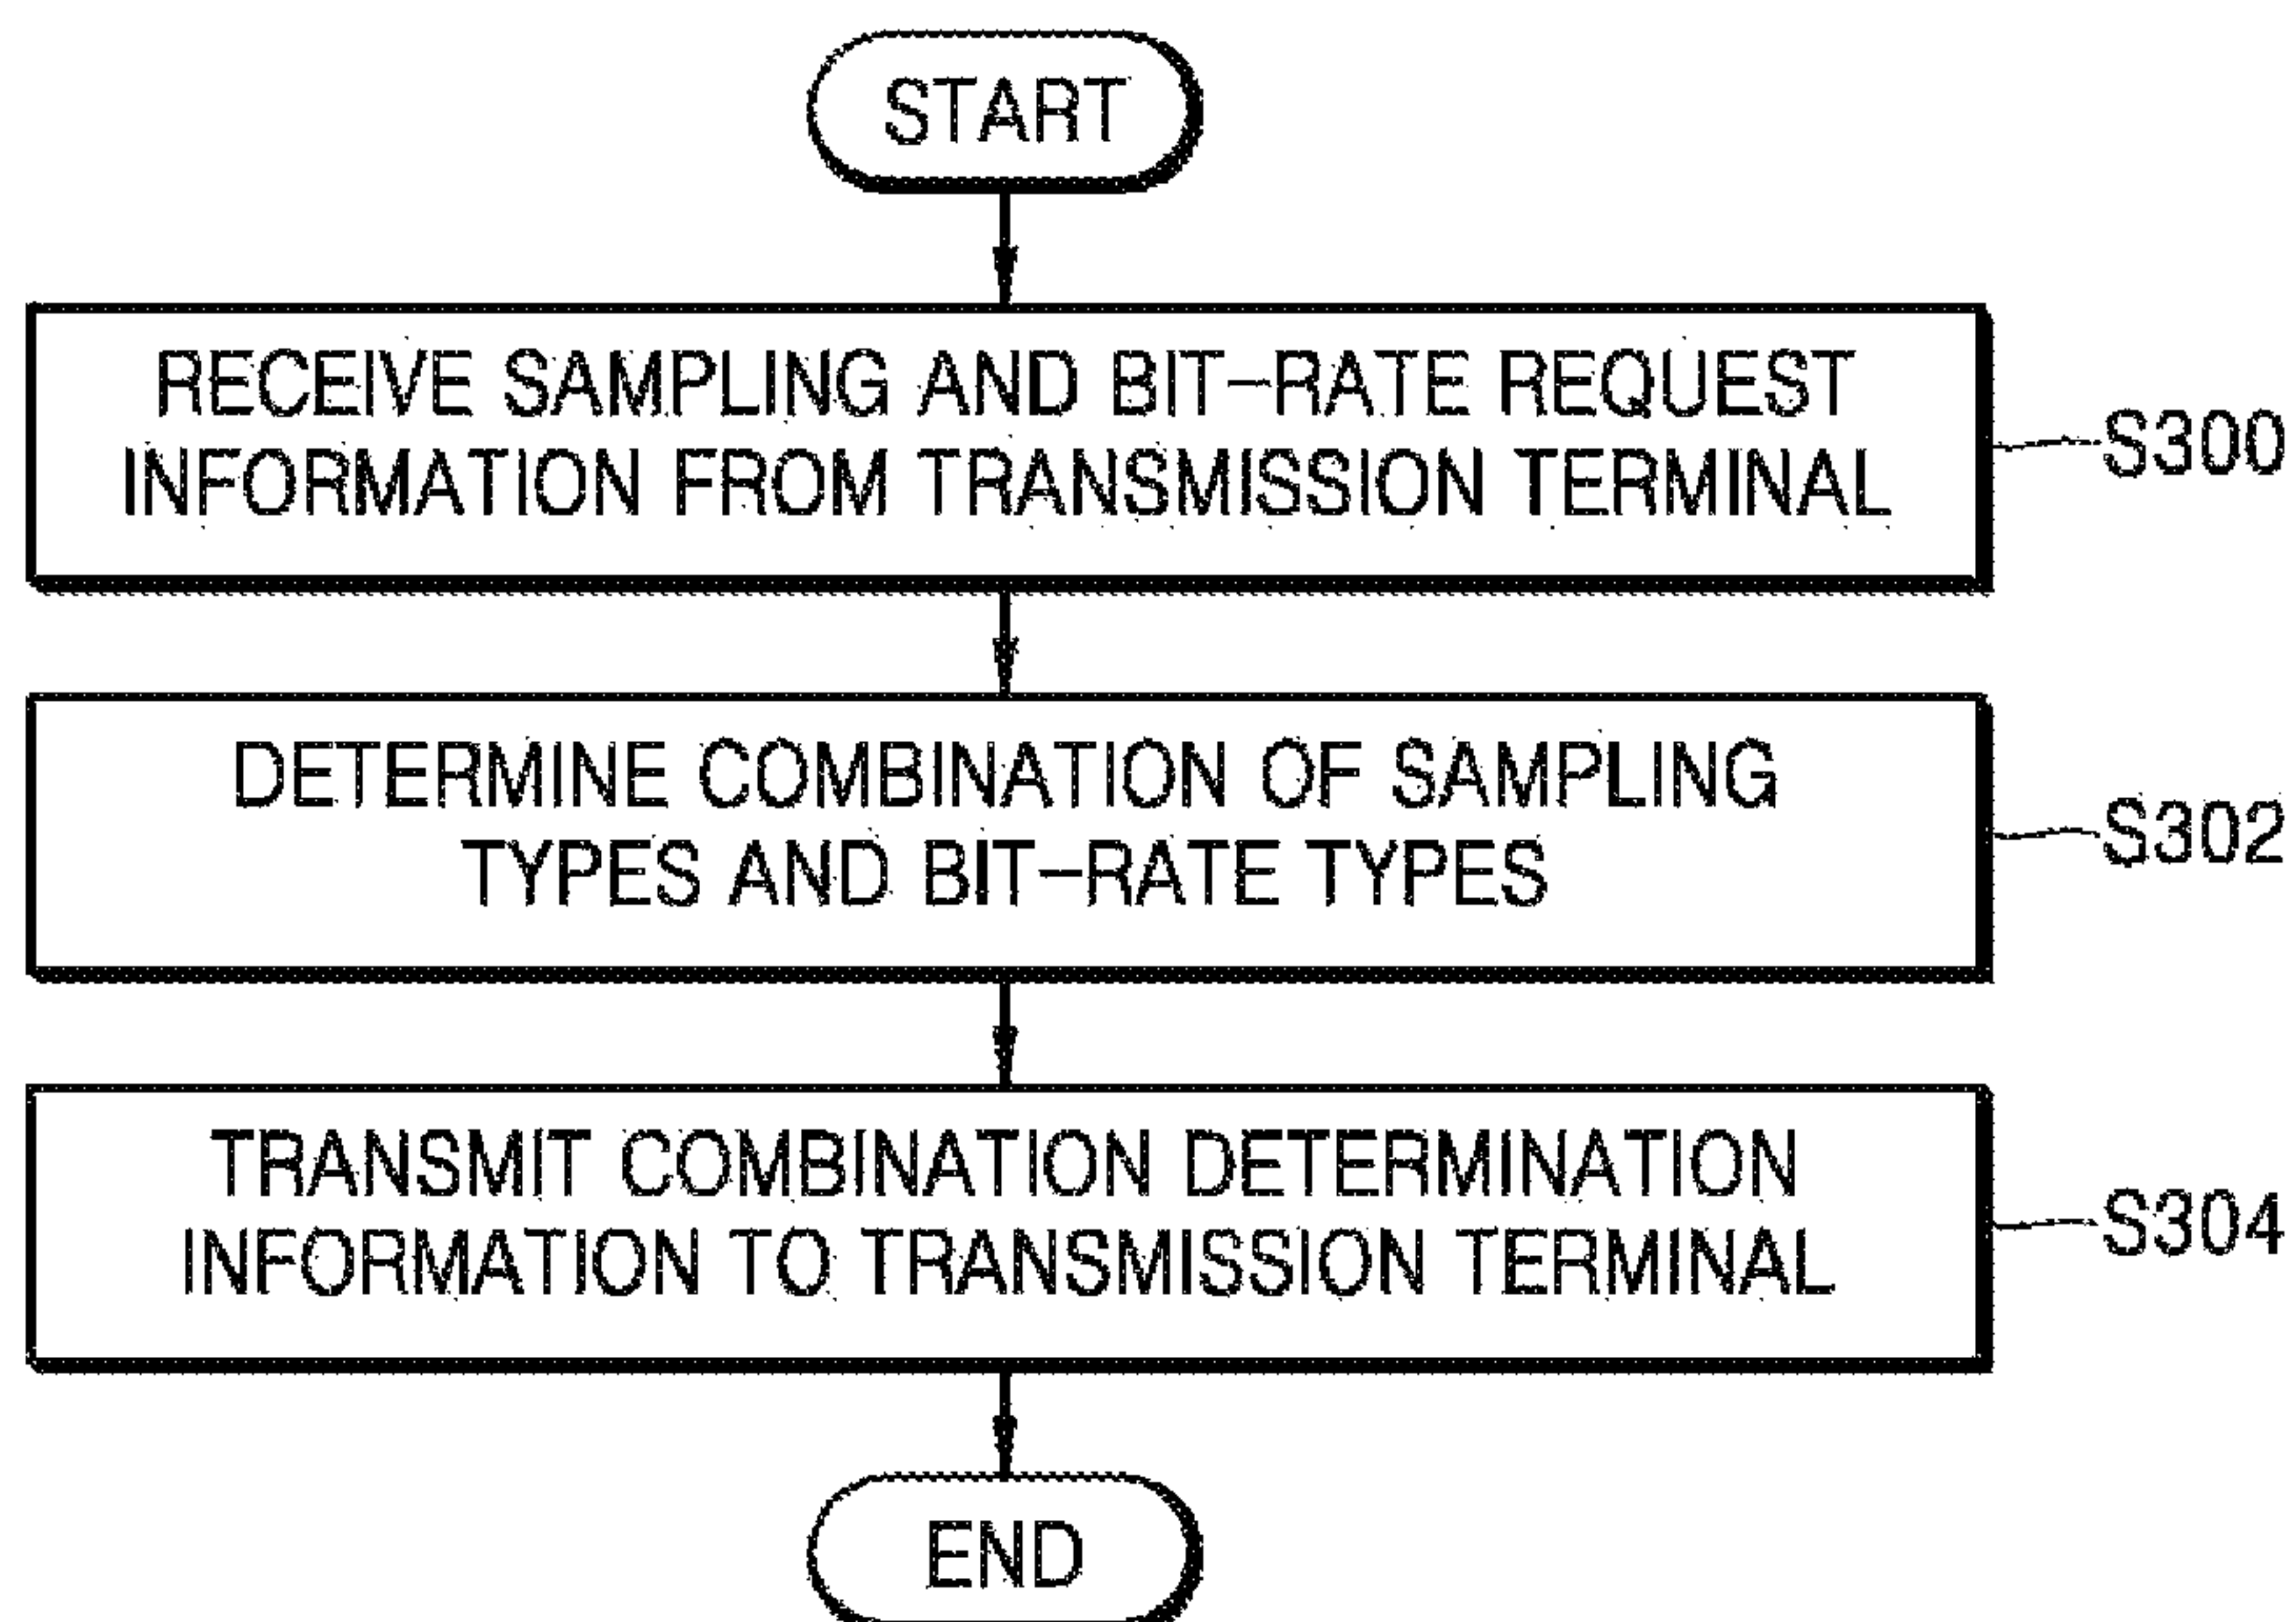 START
RECEIVE SAMPLING AND BIT-RATE REQUEST
INFORMATION FROM TRANSMISSION TERMINAL
S300
DETERMINE COMBINATION OF SAMPLING
TYPES AND BIT-RATE TYPES
S302
TRANSMIT COMBINATION DETERMINATION
INFORMATION TO TRANSMISSION TERMINAL
S304
END